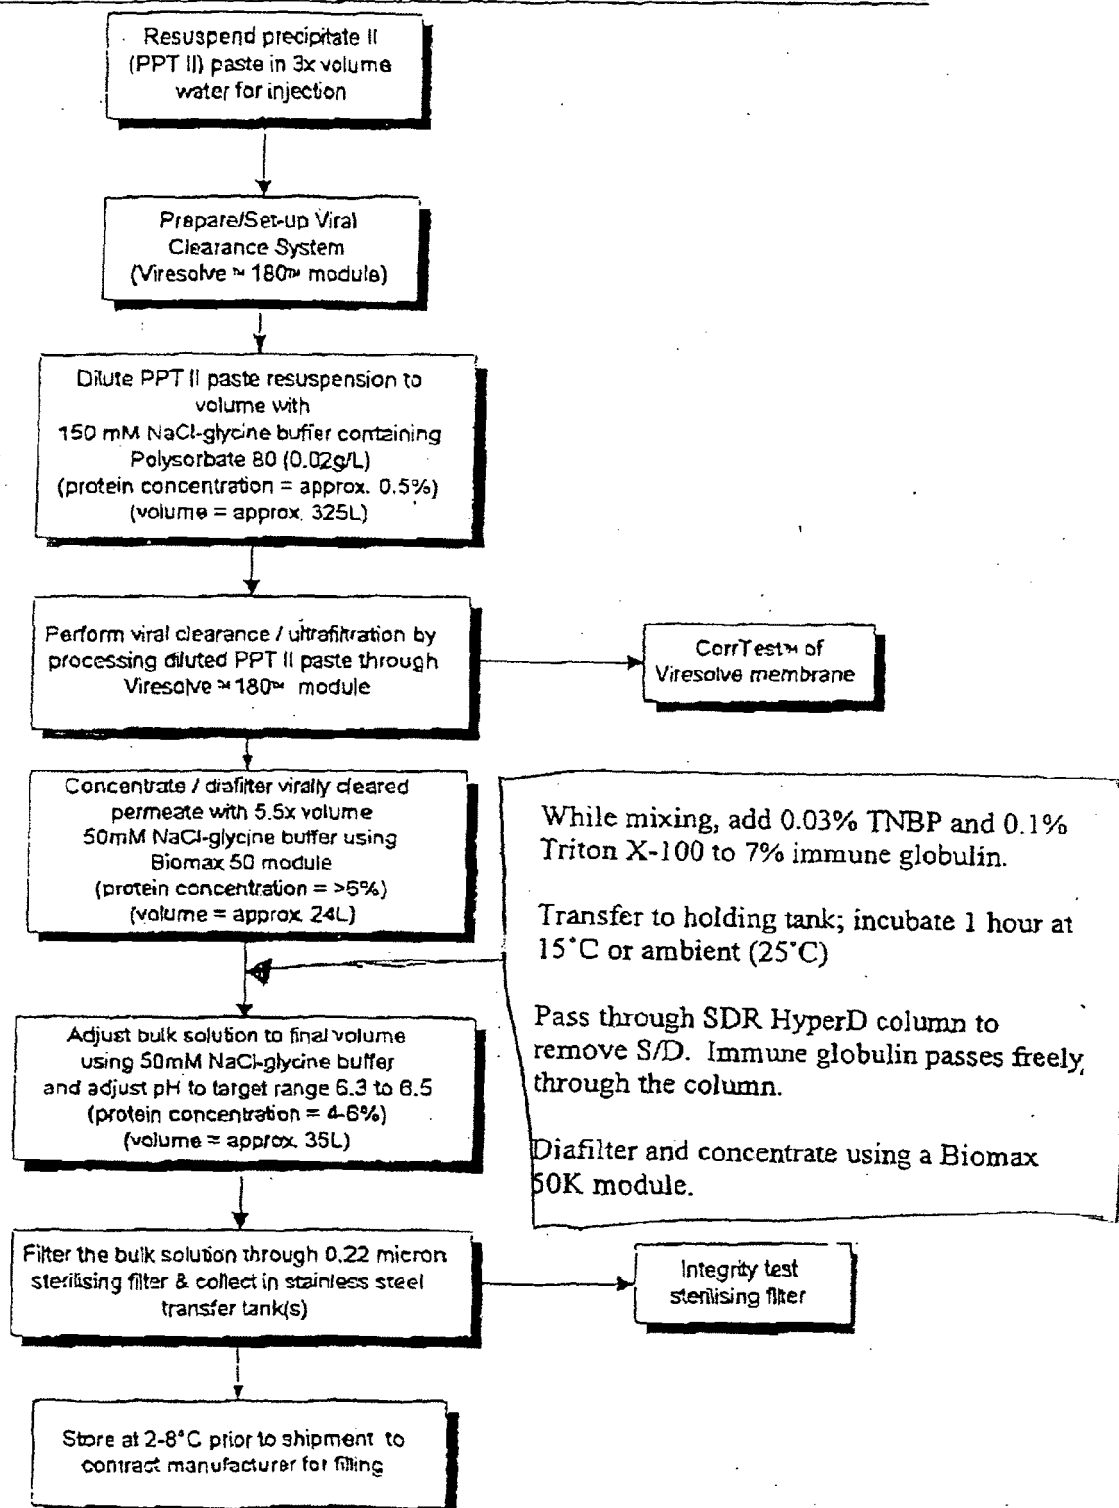 Resuspend precipitate II
(PPT II) paste in 3x volume
water for injection
Prepare/Set-up Viral
Clearance System
(Viresolve ™ 180™ module)
Dilute PPT II paste resuspension to
volume with
150 mM NaCl-glycine buffer containing
Polysorbate 80 (0.02g/L)
(protein concentration = approx. 0.5%)
(volume = approx. 325L)
Perform viral clearance / ultrafiltration by
processing diluted PPT II paste through
Viresolve ™ 180™ module
CorrTest™ of
Viresolve membrane
Concentrate / diafilter virally cleared
permeate with 5.5x volume
50mM NaCl-glycine buffer using
Biomax 50 module
(protein concentration = >6%)
(volume = approx. 24L)
While mixing, add 0.03% TNBP and 0.1%
Triton X-100 to 7% immune globulin.
Transfer to holding tank; incubate 1 hour at
15°C or ambient (25°C)
Pass through SDR HyperD column to
remove S/D. Immune globulin passes freely
through the column.
Diafilter and concentrate using a Biomax
50K module.
Adjust bulk solution to final volume
using 50mM NaCl-glycine buffer
and adjust pH to target range 6.3 to 6.5
(protein concentration = 4-6%)
(volume = approx. 35L)
Filter the bulk solution through 0.22 micron
sterilising filter & collect in stainless steel
transfer tank(s)
Integrity test
sterilising filter
Store at 2-8°C prior to shipment to
contract manufacturer for filling